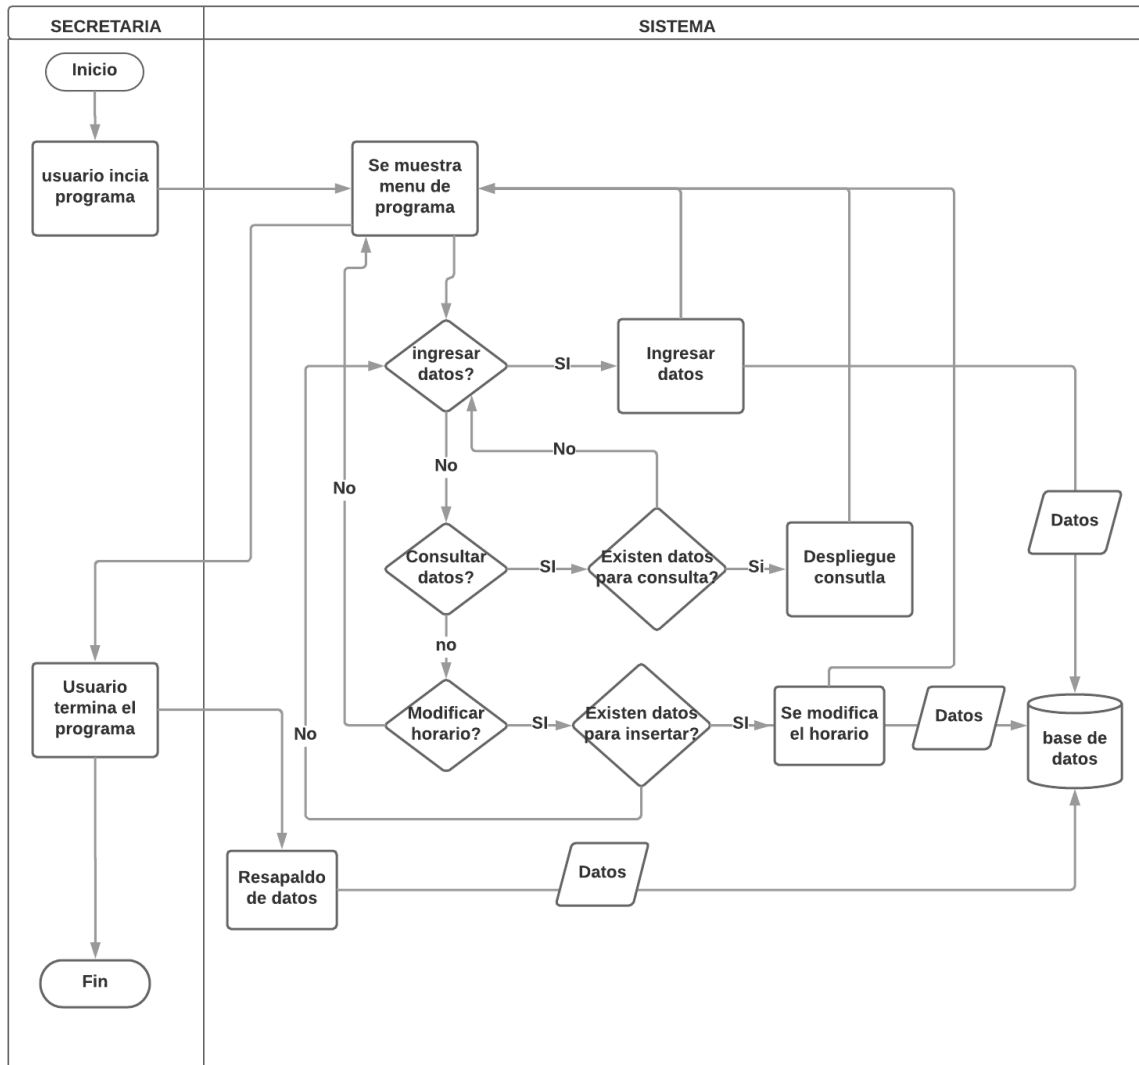 SECRETARIA
SISTEMA
Inicio
usuario incia
programa
Se muestra
menu de
programa
ingresar
datos?
SI
Ingresar
datos
No
No
No
Datos
Consultar
datos?
SI
Existen datos
para consulta?
Si
Despliegue
consutla
no
Usuario
termina el
programa
No
Modificar
horario?
SI
Existen datos
para insertar?
SI
Se modifica
el horario
Datos
base de
datos
Resapaldo
de datos
Datos
Fin